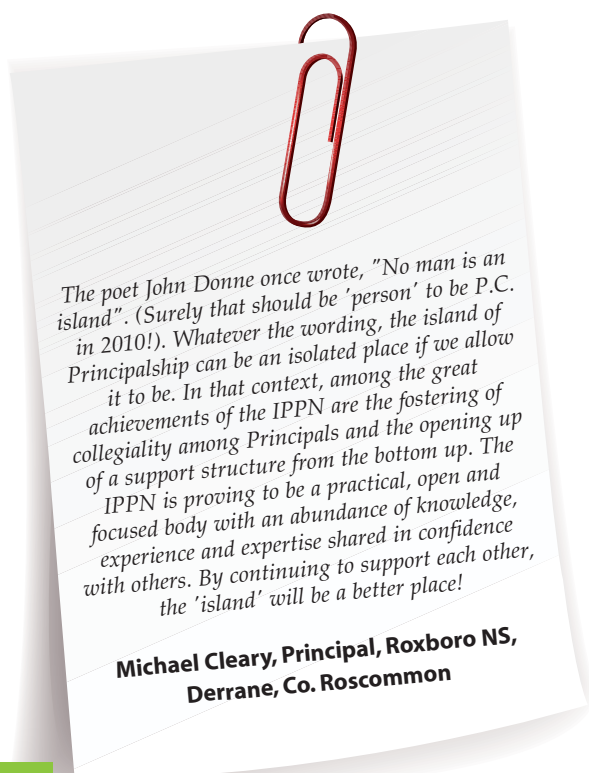 The poet John Donne once wrote, "No man is an
island". (Surely that should be 'person' to be P.C.
in 2010!). Whatever the wording, the island of
Principalship can be an isolated place if we allow
it to be. In that context, among the great
achievements of the IPPN are the fostering of
collegiality among Principals and the opening up
of a support structure from the bottom up. The
IPPN is proving to be a practical, open and
focused body with an abundance of knowledge,
experience and expertise shared in confidence
with others. By continuing to support each other,
the 'island' will be a better place!
Michael Cleary, Principal, Roxboro NS,
Derrane, Co. Roscommon